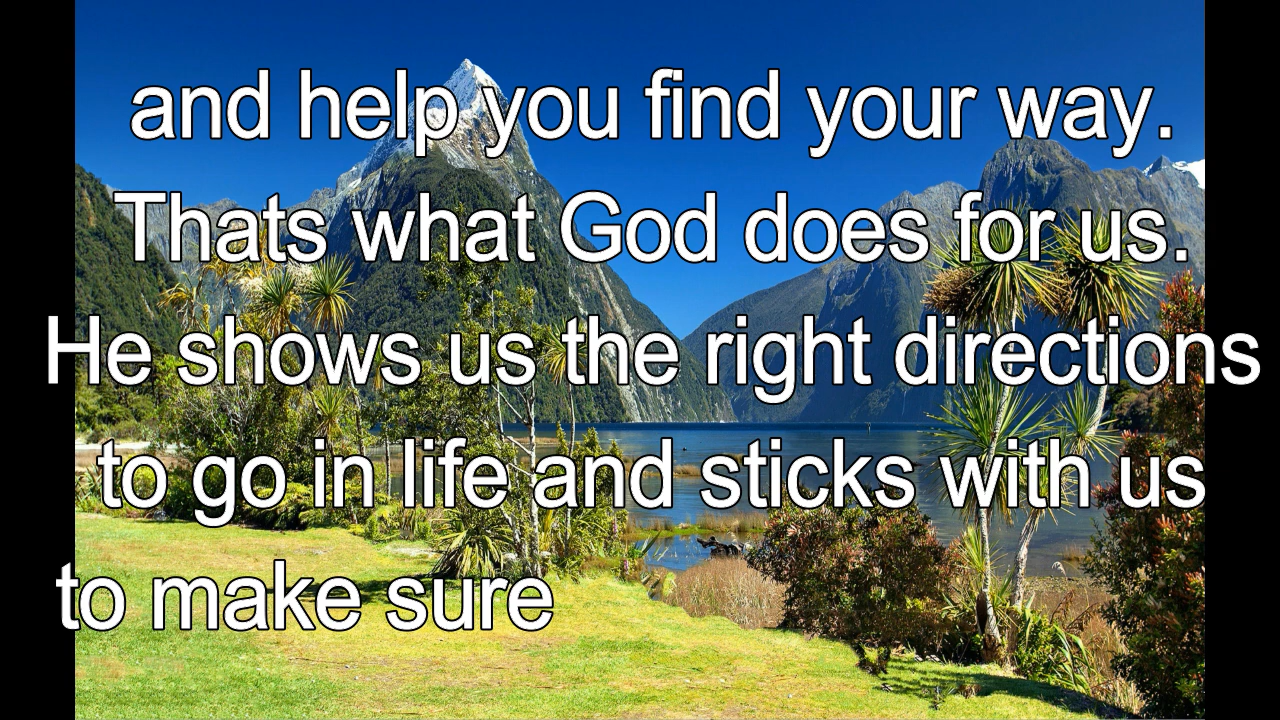 and help you find your way.
Thats what God does for us.
He shows us the right directions
to go in life and sticks with us
to make sure